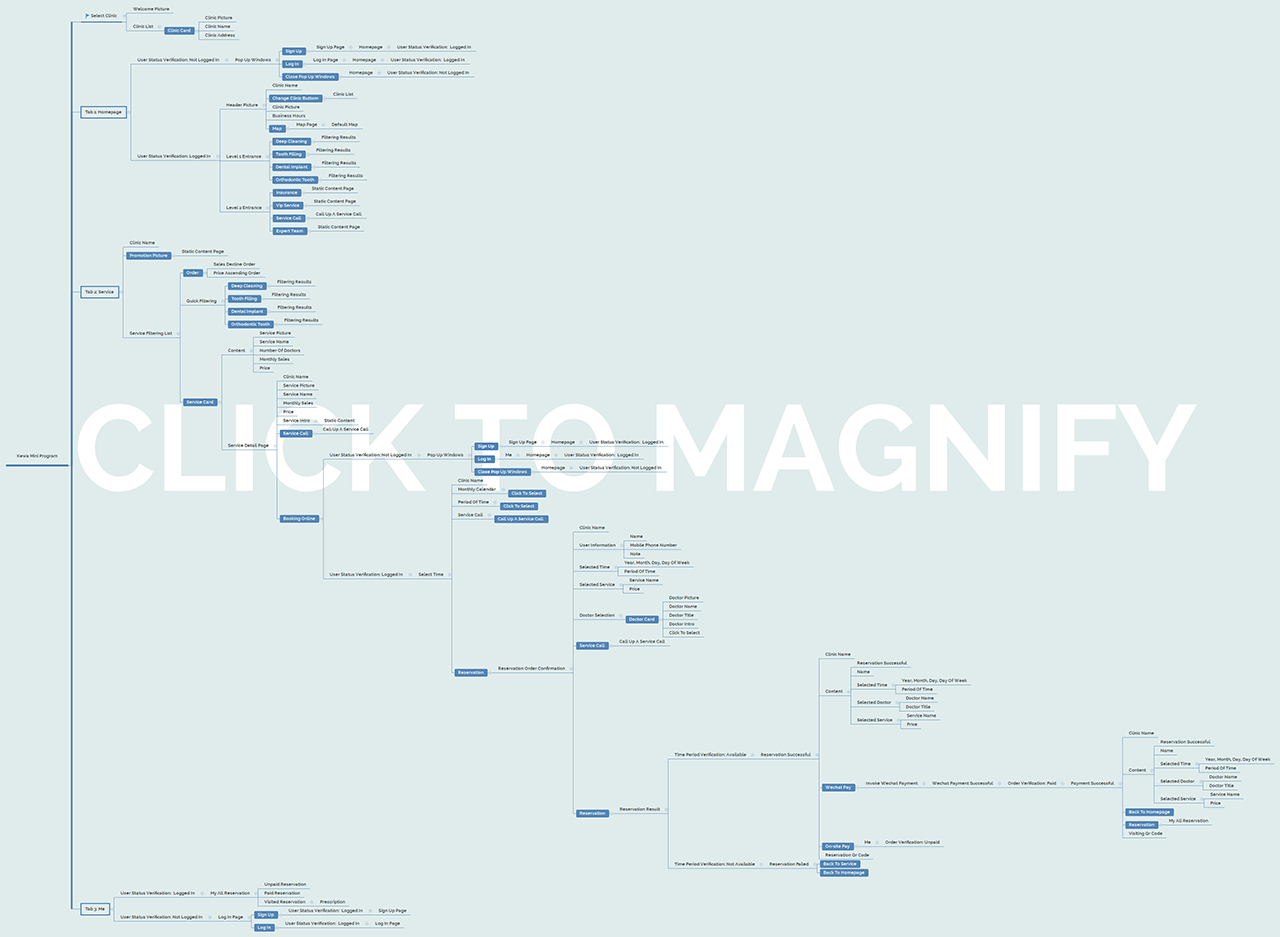 Select Clinic
Welcome Picture
Clinic List
Clinic Card
Clinic Picture
Clinic Name
Clinic Address
Tab 1: Homepage
User Status Verification: Not Logged In
Pop Up Windows
Sign Up
Sign Up Page
Homepage
User Status Verification: Logged In
Log In
Log In Page
Homepage
User Status Verification: Logged In
Close Pop Up Windows
Homepage
User Status Verification: Not Logged In
User Status Verification: Logged In
Header Picture
Clinic Name
Change Clinic Buttom
Clinic List
Clinic Picture
Business Hours
Map
Map Page
Default Map
Level 1 Entrance
Deep Cleaning
Filtering Results
Tooth Filling
Filtering Results
Dental Implant
Filtering Results
Orthodontic Tooth
Filtering Results
Level 2 Entrance
Insurance
Static Content Page
Vip Service
Static Content Page
Service Call
Call Up A Service Call
Expert Team
Static Content Page
Tab 2: Service
Clinic Name
Promotion Picture
Static Content Page
Service Filtering List
Order
Sales Decline Order
Price Ascending Order
Quick Filtering
Deep Cleaning
Filtering Results
Tooth Filling
Filtering Results
Dental Implant
Filtering Results
Orthodontic Tooth
Filtering Results
Service Card
Content
Service Picture
Service Name
Number Of Doctors
Monthly Sales
Price
Service Detail Page
Clinic Name
Service Picture
Service Name
Monthly Sales
Price
Service Intro
Static Content
Service Call
Call Up A Service Call
CLICK TO MAGNIFY
Kewa Mini Program
Booking Online
User Status Verification: Not Logged In
Pop Up Windows
Sign Up
Sign Up Page
Homepage
User Status Verification: Logged In
Log In
Me
Homepage
User Status Verification: Logged In
Close Pop Up Windows
Homepage
User Status Verification: Not Logged In
User Status Verification: Logged In
Select Time
Clinic Name
Monthly Calendar
Click To Select
Period Of Time
Click To Select
Service Call
Call Up A Service Call
Reservation
Reservation Order Confirmation
Clinic Name
User Information
Name
Mobile Phone Number
Note
Selected Time
Year, Month, Day, Day Of Week
Period Of Time
Selected Service
Service Name
Price
Doctor Selection
Doctor Card
Doctor Picture
Doctor Name
Doctor Title
Doctor Intro
Click To Select
Service Call
Call Up A Service Call
Reservation
Reservation Result
Time Period Verification: Available
Reservation Successful
Clinic Name
Content
Reservation Successful
Name
Selected Time
Year, Month, Day, Day Of Week
Period Of Time
Selected Doctor
Doctor Name
Doctor Title
Selected Service
Service Name
Price
Wechat Pay
Invoke Wechat Payment
Wechat Payment Successful
Order Verification: Paid
Payment Successful
Clinic Name
Content
Reservation Successful
Name
Selected Time
Year, Month, Day, Day Of Week
Period Of Time
Selected Doctor
Doctor Name
Doctor Title
Selected Service
Service Name
Price
Back To Homepage
Reservation
My All Reservation
Visiting Qr Code
On-site Pay
Me
Order Verification: Unpaid
Reservation Qr Code
Time Period Verification: Not Available
Reservation Failed
Back To Service
Back To Homepage
Tab 3: Me
User Status Verification: Logged In
My All Reservation
Unpaid Reservation
Paid Reservation
Visited Reservation
Prescription
User Status Verification: Not Logged In
Log In Page
Sign Up
User Status Verification: Logged In
Sign Up Page
Log In
User Status Verification: Logged In
Log In Page